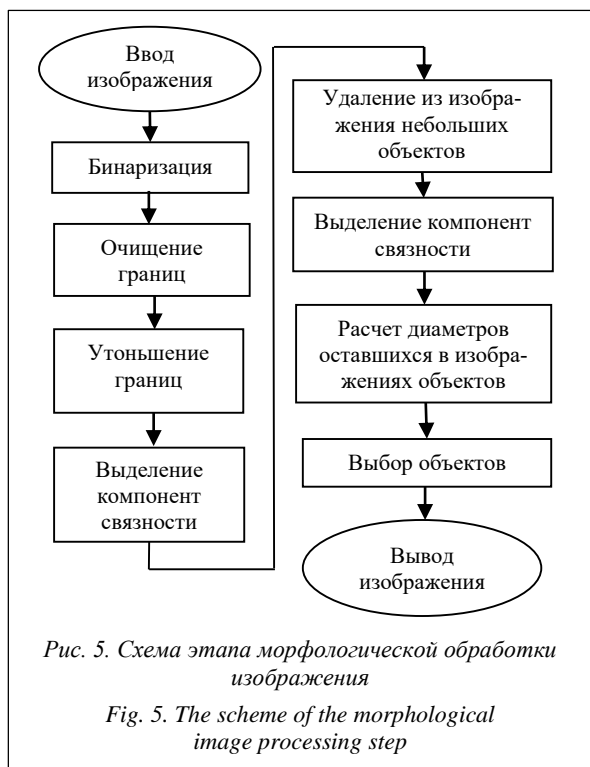 Ввод
изображения
Бинаризация
Очищение
границ
Утоньшение
границ
Выделение
компонент
связности
Удаление из изобра-
жения небольших
объектов
Выделение компонент
связности
Расчет диаметров
оставшихся в изобра-
жениях объектов
Выбор объектов
Вывод
изображения
Рис. 5. Схема этапа морфологической обработки
изображения
Fig. 5. The scheme of the morphological
image processing step